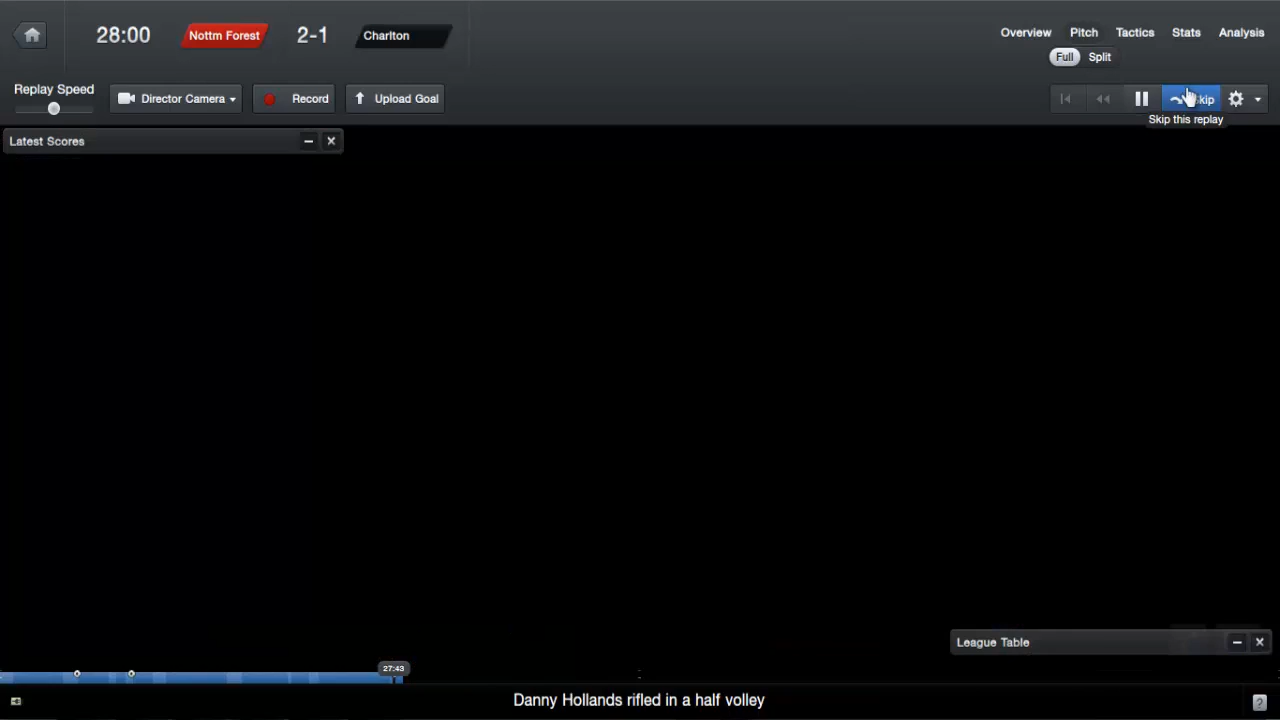 28:00 Nottm Forest 2-1 Charlton
Overview Pitch Tactics Stats Analysis
Full Split
Replay Speed
Director Camera Record Upload Goal
Skip this replay
Latest Scores
League Table
27:43
Danny Hollands rifled in a half volley
?